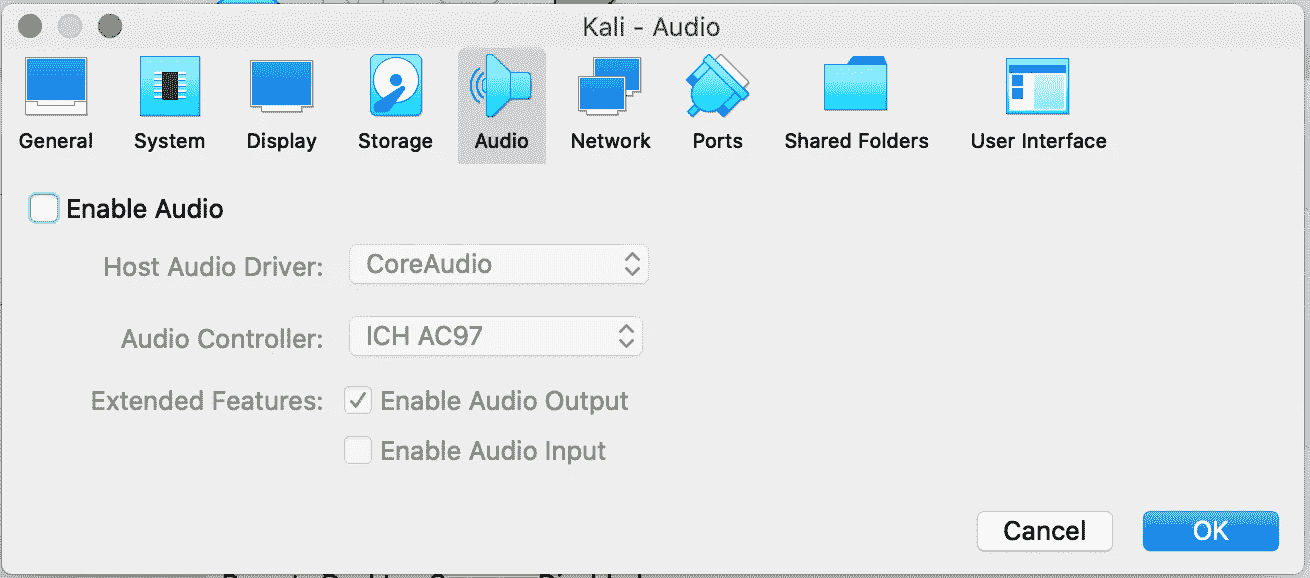 Kali - Audio
General System Display Storage Audio Network Ports Shared Folders User Interface
Enable Audio
Host Audio Driver: CoreAudio
Audio Controller: ICH AC97
Extended Features: Enable Audio Output
Enable Audio Input
Cancel OK